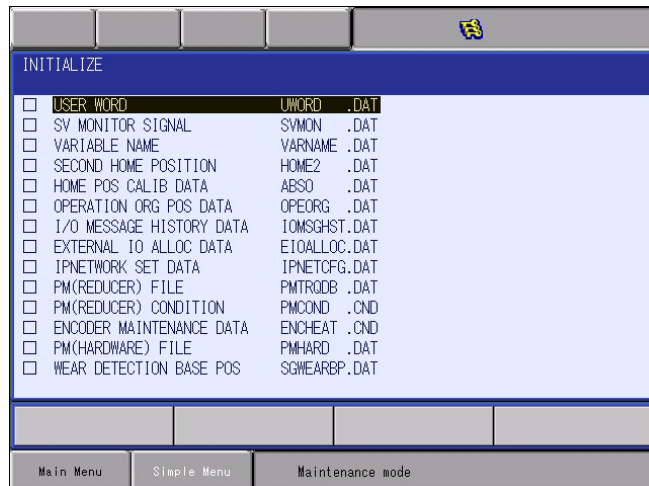 INITIALIZE
USER WORD UWORD .DAT
SV MONITOR SIGNAL SVMON .DAT
VARIABLE NAME VARNAME .DAT
SECOND HOME POSITION HOME2 .DAT
HOME POS CALIB DATA ABSO .DAT
OPERATION ORG POS DATA OPEORG .DAT
I/O MESSAGE HISTORY DATA IOMSGHST.DAT
EXTERNAL IO ALLOC DATA EIOALLOC.DAT
IPNETWORK SET DATA IPNETCFG.DAT
PM(REDUCER) FILE PMTRQDB .DAT
PM(REDUCER) CONDITION PMCOND .CND
ENCODER MAINTENANCE DATA ENCHEAT .CND
PM(HARDWARE) FILE PMHARD .DAT
WEAR DETECTION BASE POS SGWEARBP.DAT
Main Menu Simple Menu Maintenance mode